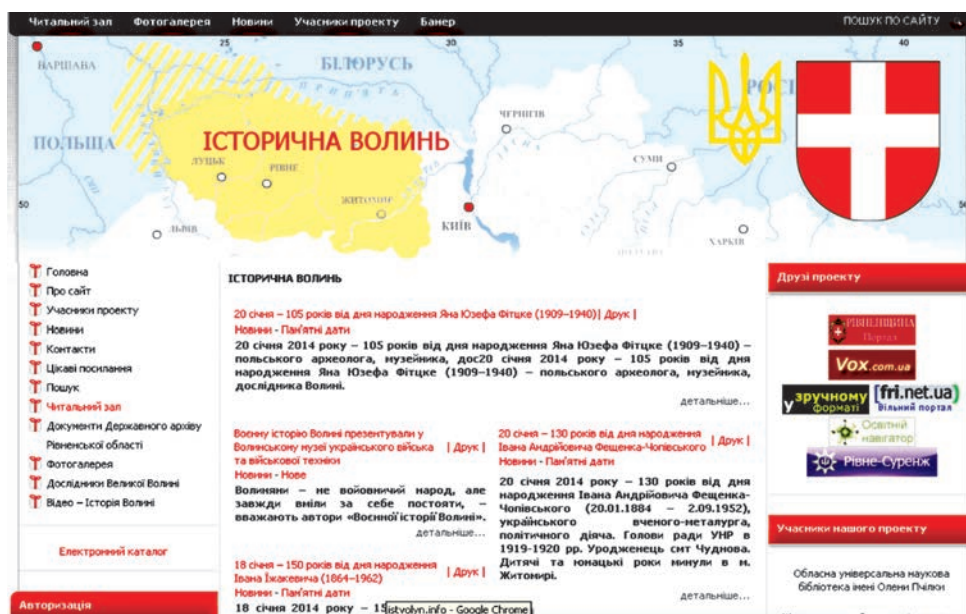 Читальний зал Фотогалерея Новини Учасники проекту Банер ПОШУК ПО САЙТУ
25 30 35 40
ВАРШАВА
БІЛОРУСЬ
ПРИП'ЯТЬ
РОСІ
ПОЛЬЩА
ЧЕРНІГІВ
ІСТОРИЧНА ВОЛИНЬ
ЛУЦЬК
РІВНЕ
СУМИ
ЖИТОМИР
50 50
КИЇВ
ЛЬВІВ
ХАРКІВ
Головна
Про сайт
Учасники проекту
Новини
Контакти
Цікаві посилання
Пошук
Читальний зал
Документи Державного архіву
Рівненської області
Фотогалерея
Дослідники Великої Волині
Відео – Історія Волині
Електронний каталог
Авторизація
ІСТОРИЧНА ВОЛИНЬ
20 січня – 105 років від дня народження Яна Юзефа Фітцке (1909–1940)| Друк |
Новини - Пам'ятні дати
20 січня 2014 року – 105 років від дня народження Яна Юзефа Фітцке (1909–1940) –
польського археолога, музейника, дос20 січня 2014 року – 105 років від дня
народження Яна Юзефа Фітцке (1909–1940) – польського археолога, музейника,
дослідника Волині.
детальніше...
Воєнну історію Волині презентували у
Волинському музеї українського війська | Друк |
та військової техніки
Новини - Нове
Волиняни – не войовничий народ, але
завжди вміли за себе постояти, –
вважають автори «Воєнної історії Волині».
детальніше...
18 січня – 150 років від дня народження
Івана Їжакевича (1864–1962) | Друк |
Новини - Пам'ятні дати
18 січня 2014 року – 15
listvolyn.info - Google Chrome
20 січня – 130 років від дня народження
Івана Андрійовича Фещенка-Чопівського | Друк |
Новини - Пам'ятні дати
20 січня 2014 року – 130 років від дня
народження Івана Андрійовича Фещенка-
Чопівського (20.01.1884 – 2.09.1952),
українського вченого-металурга,
політичного діяча. Голови ради УНР в
1919-1920 рр. Уродженець смт Чуднова.
Дитячі та юнацькі роки минули в м.
Житомирі.
детальніше...
Друзі проекту
РІВНЕНЩИНА
Портал
Vox.com.ua
у зручному форматі
[fri.net.ua]
Вільний портал
Освітній
навігатор
Рівне-Суренж
Учасники нашого проекту
Обласна універсальна наукова
бібліотека імені Олени Пчілки